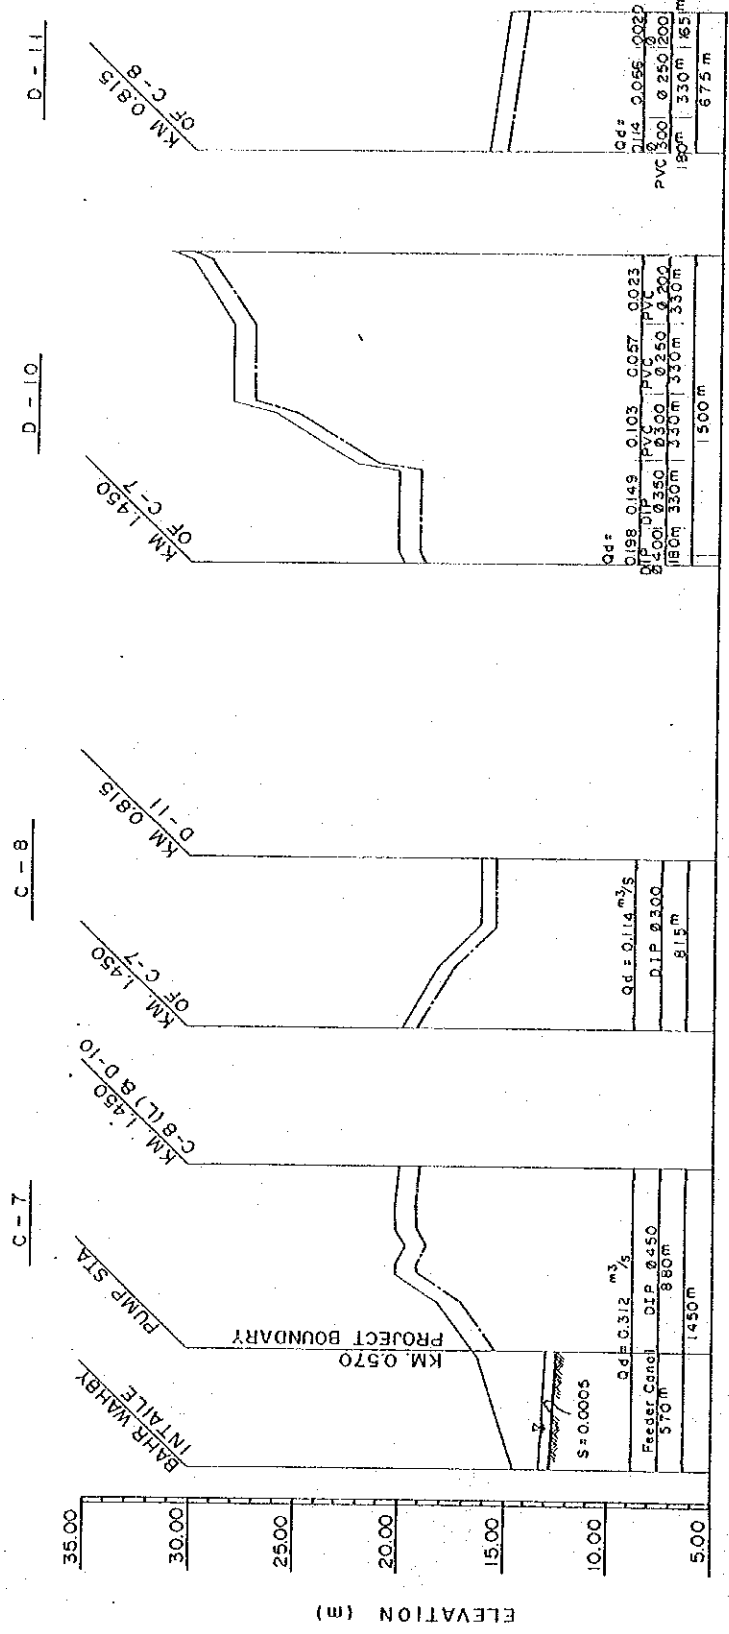 C - 7
C - 8
D - 10
D - 11
BAHR WAHBY
INTAILE
PUMP STA
KM. 1.450
C-8 (L) & D-10
KM. 1.450
OF C-7
KM 0.815
D-11
KM 1.450
OF C-7
KM 0.815
OF C-8
ELEVATION (m)
35.00
30.00
25.00
20.00
15.00
10.00
5.00
KM. 0.570
PROJECT BOUNDARY
S = 0.0005
Qd = 0.312 m³/s
Feeder Canal DIP Ø450
570 m 880 m
1450 m
Qd = 0.114 m³/s
DIP Ø300
815 m
Qd =
0.198 0.149 0.103 0.057 0.023
DIP DIP PVC PVC PVC
Ø400 Ø350 Ø300 Ø250 Ø200
180m 330m 330m 330m 330m
1500m
Qd =
0.114 0.066 0.020
PVC Ø300 Ø250 Ø200
180m 330m 165m
675m